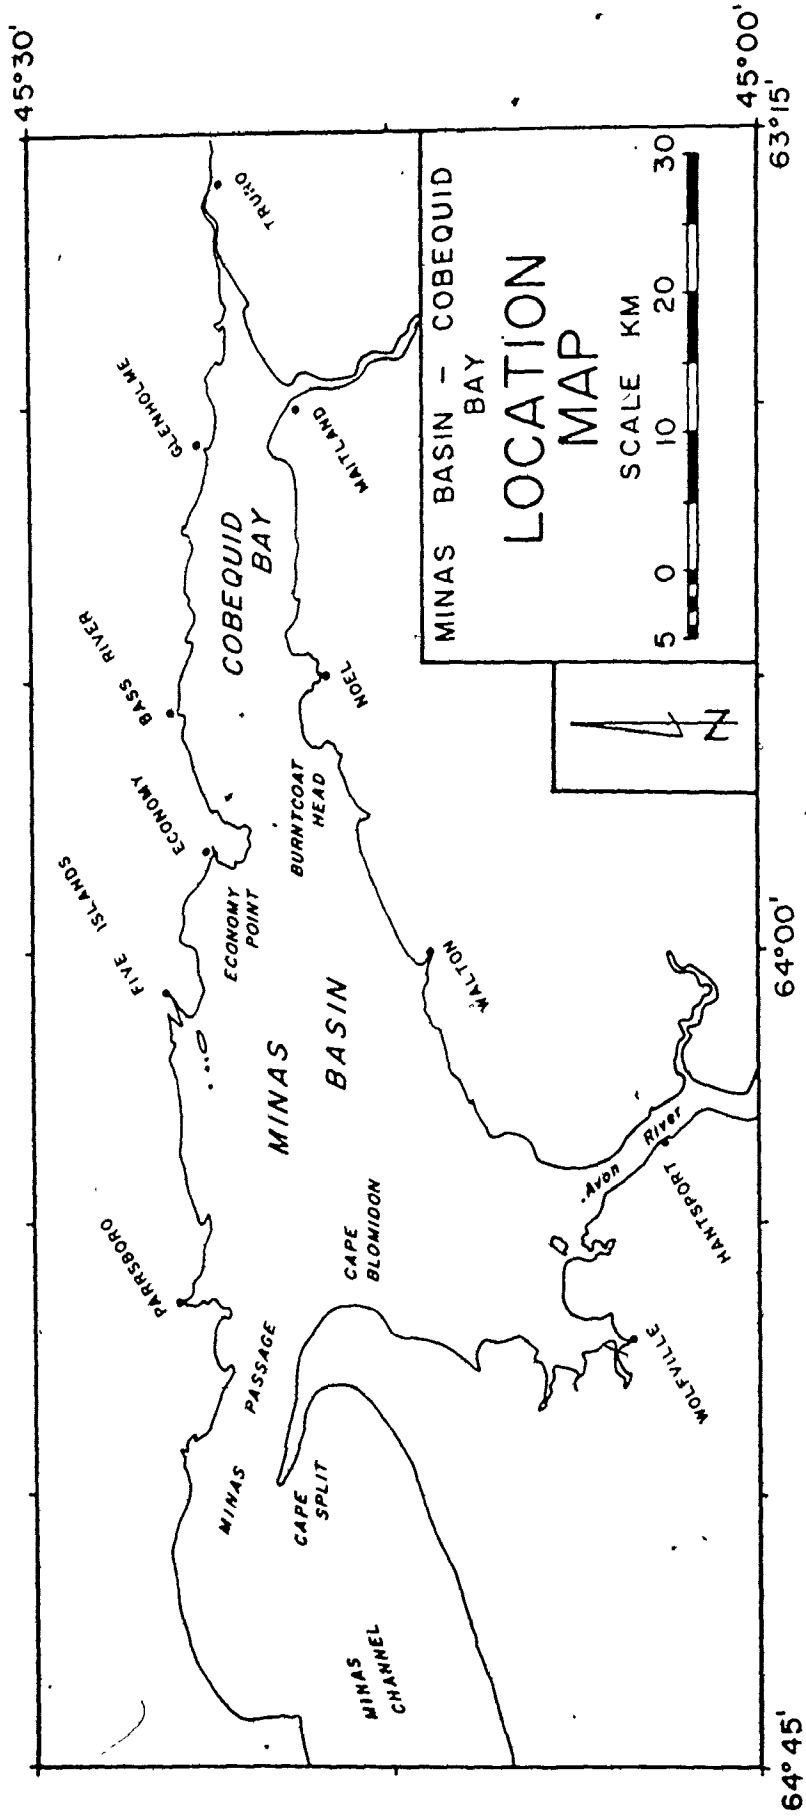 45°30'
FIVE ISLANDS
ECONOMY
BASS RIVER
GLENHOLME
PARRSBORO
TRURO
COBEQUID
BAY
MAITLAND
ECONOMY
POINT
BURNTCOAT
HEAD
NOEL
MINAS
BASIN
MINAS PASSAGE
CAPE
SPLIT
CAPE
BLOMIDON
MINAS
CHANNEL
WALTON
Avon River
HANTSPORT
WOLFVILLE
MINAS BASIN - COBEQUID
BAY
LOCATION
MAP
SCALE KM
5 0 10 20 30
N
45°00'
64°45'
64°00'
63°15'